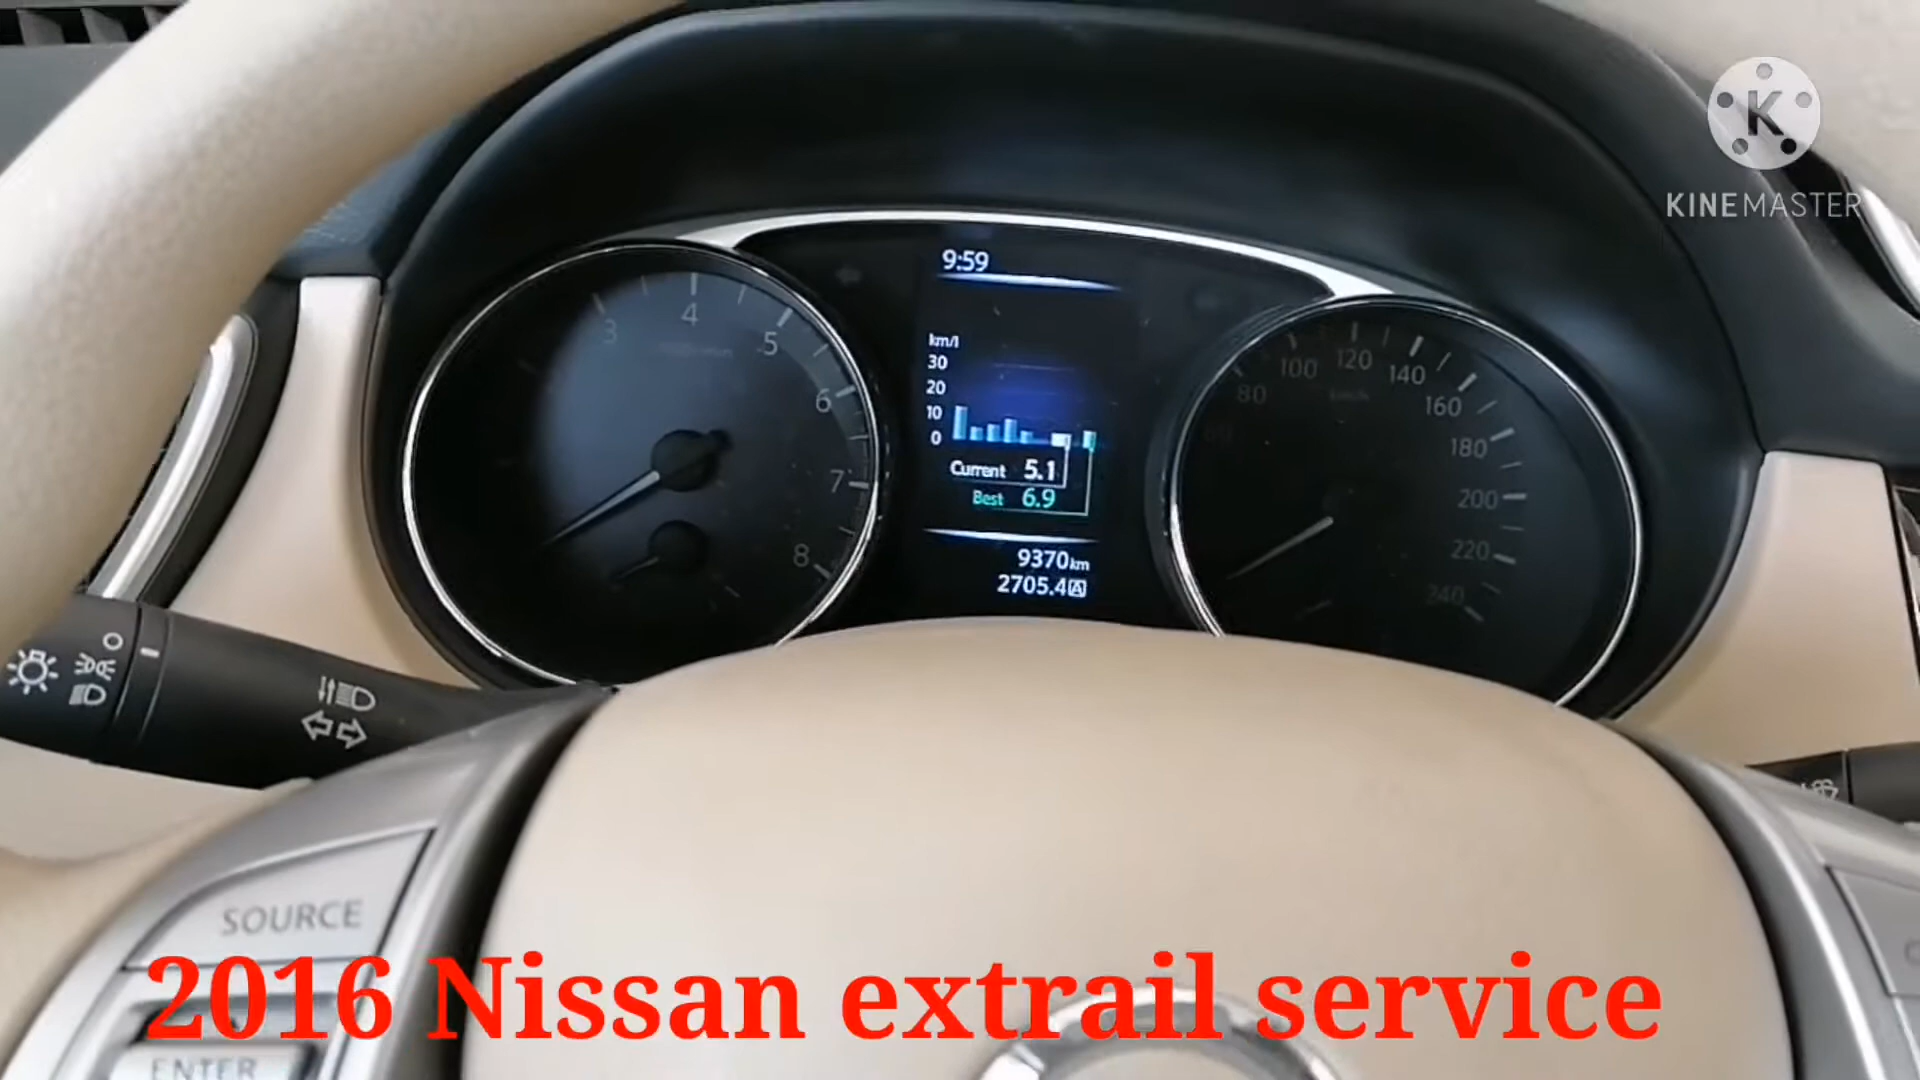 K
KINEMASTER
9:59
km/l
30
20
10
0
Current 5.1
Best 6.9
9370km
2705.4 A
3
4
5
6
7
8
80
100
120
140
160
180
200
220
240
SOURCE
ENTER
2016 Nissan extrail service